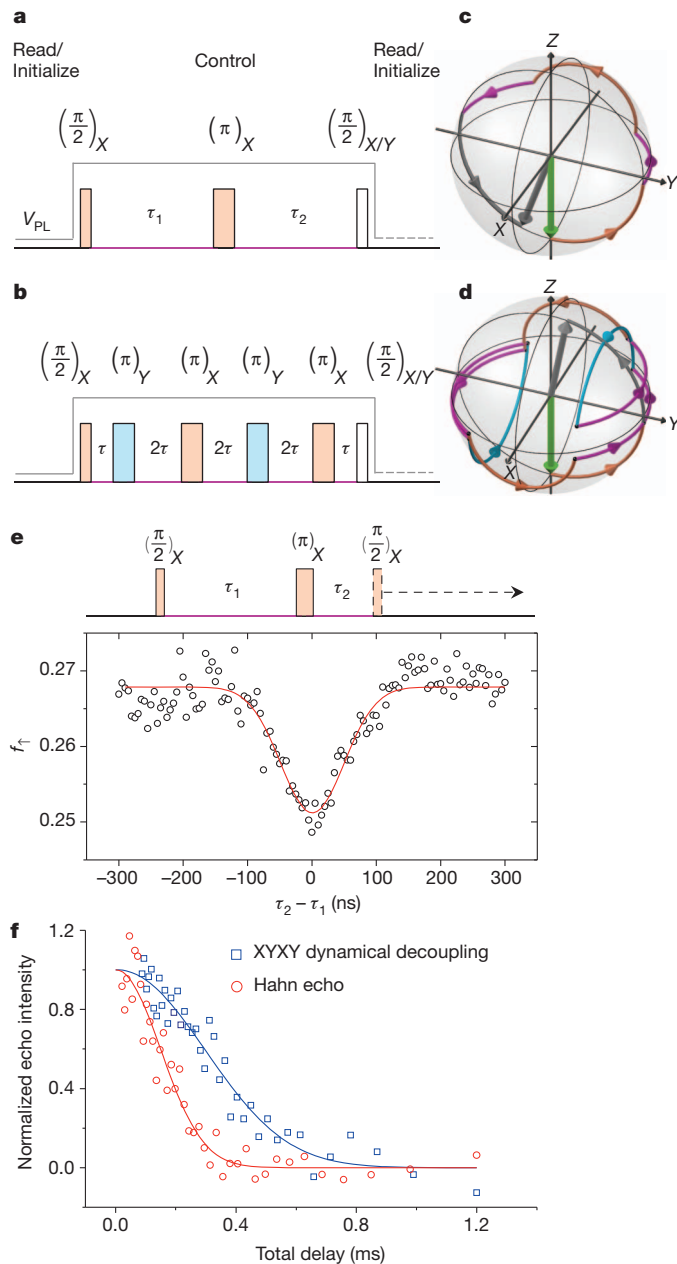 a
Read/ Initialize
Control
Read/ Initialize
(π/2)X
(π)X
(π/2)X/Y
VPL
τ1
τ2
b
(π/2)X
(π)Y
(π)X
(π)Y
(π)X
(π/2)X/Y
τ
2τ
2τ
2τ
τ
c
Z
Y
X
d
Z
Y
X
e
(π/2)X
(π)X
(π/2)X
τ1
τ2
0.27
0.26
0.25
f↑
−300
−200
−100
0
100
200
300
τ2 − τ1 (ns)
f
1.2
0.8
0.4
0.0
Normalized echo intensity
XYXY dynamical decoupling
Hahn echo
0.0
0.4
0.8
1.2
Total delay (ms)